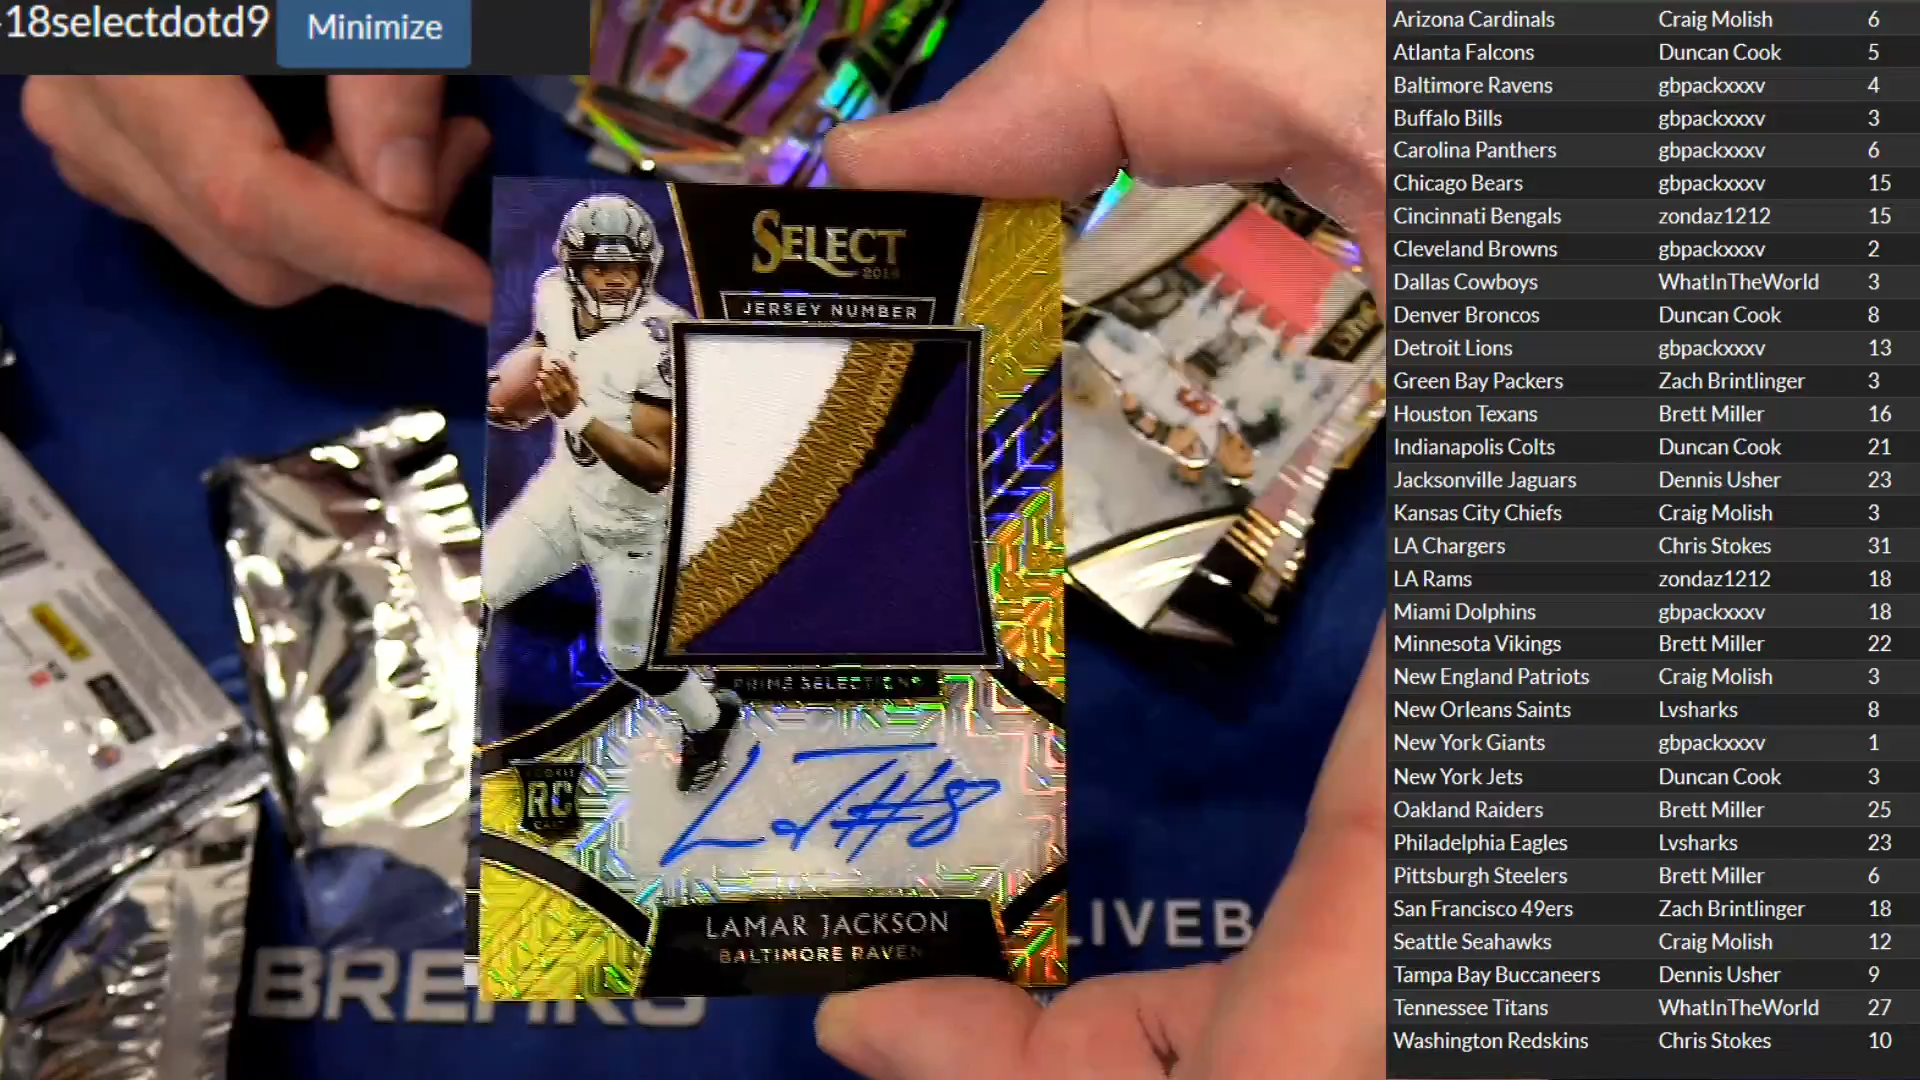 -18selectdotd9 Minimize
SELECT
2018
JERSEY NUMBER
PRIME SELECTIONS
ROOKIE
RC
CARD
LJ #8
LAMAR JACKSON
BALTIMORE RAVEN
BREAKS
LIVEB
Arizona Cardinals Craig Molish 6
Atlanta Falcons Duncan Cook 5
Baltimore Ravens gbpackxxxv 4
Buffalo Bills gbpackxxxv 3
Carolina Panthers gbpackxxxv 6
Chicago Bears gbpackxxxv 15
Cincinnati Bengals zondaz1212 15
Cleveland Browns gbpackxxxv 2
Dallas Cowboys WhatInTheWorld 3
Denver Broncos Duncan Cook 8
Detroit Lions gbpackxxxv 13
Green Bay Packers Zach Brintlinger 3
Houston Texans Brett Miller 16
Indianapolis Colts Duncan Cook 21
Jacksonville Jaguars Dennis Usher 23
Kansas City Chiefs Craig Molish 3
LA Chargers Chris Stokes 31
LA Rams zondaz1212 18
Miami Dolphins gbpackxxxv 18
Minnesota Vikings Brett Miller 22
New England Patriots Craig Molish 3
New Orleans Saints Lvsharks 8
New York Giants gbpackxxxv 1
New York Jets Duncan Cook 3
Oakland Raiders Brett Miller 25
Philadelphia Eagles Lvsharks 23
Pittsburgh Steelers Brett Miller 6
San Francisco 49ers Zach Brintlinger 18
Seattle Seahawks Craig Molish 12
Tampa Bay Buccaneers Dennis Usher 9
Tennessee Titans WhatInTheWorld 27
Washington Redskins Chris Stokes 10